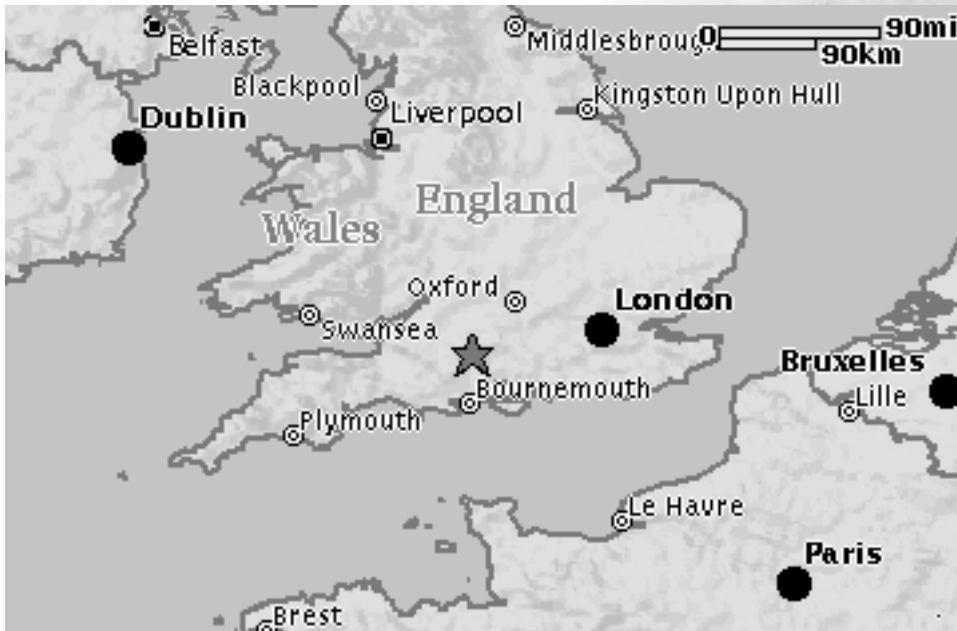 Belfast
Middlesbroug
0
90mi
90km
Blackpool
Kingston Upon Hull
Liverpool
Dublin
England
Wales
Oxford
London
Swansea
Bruxelles
Bournemouth
Lille
Plymouth
Le Havre
Paris
Brest